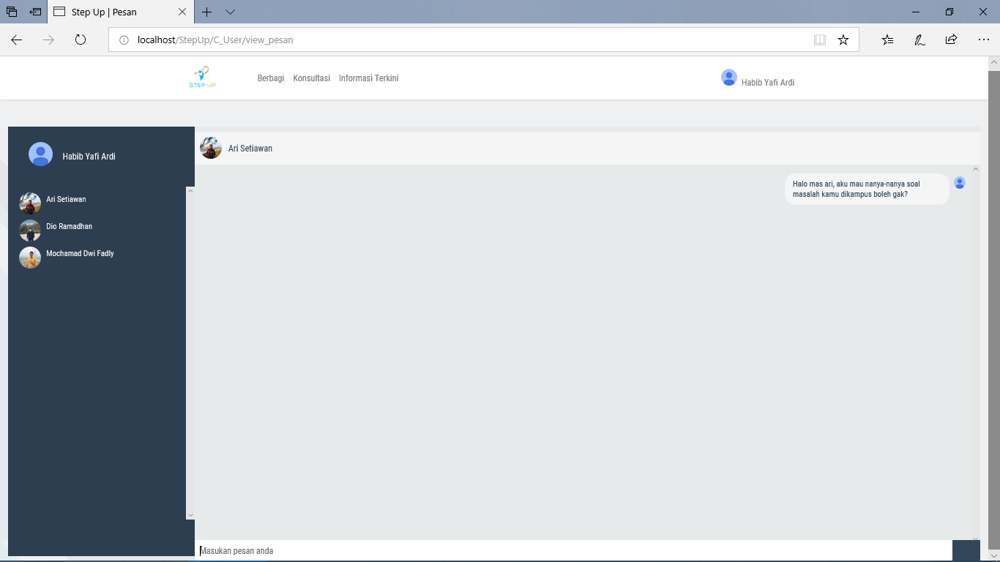 Step Up | Pesan
localhost/StepUp/C_User/view_pesan
STEP UP
Berbagi Konsultasi Informasi Terkini
Habib Yafi Ardi
Habib Yafi Ardi
Ari Setiawan
Dio Ramadhan
Mochamad Dwi Fadly
Ari Setiawan
Halo mas ari, aku mau nanya-nanya soal
masalah kamu dikampus boleh gak?
Masukan pesan anda